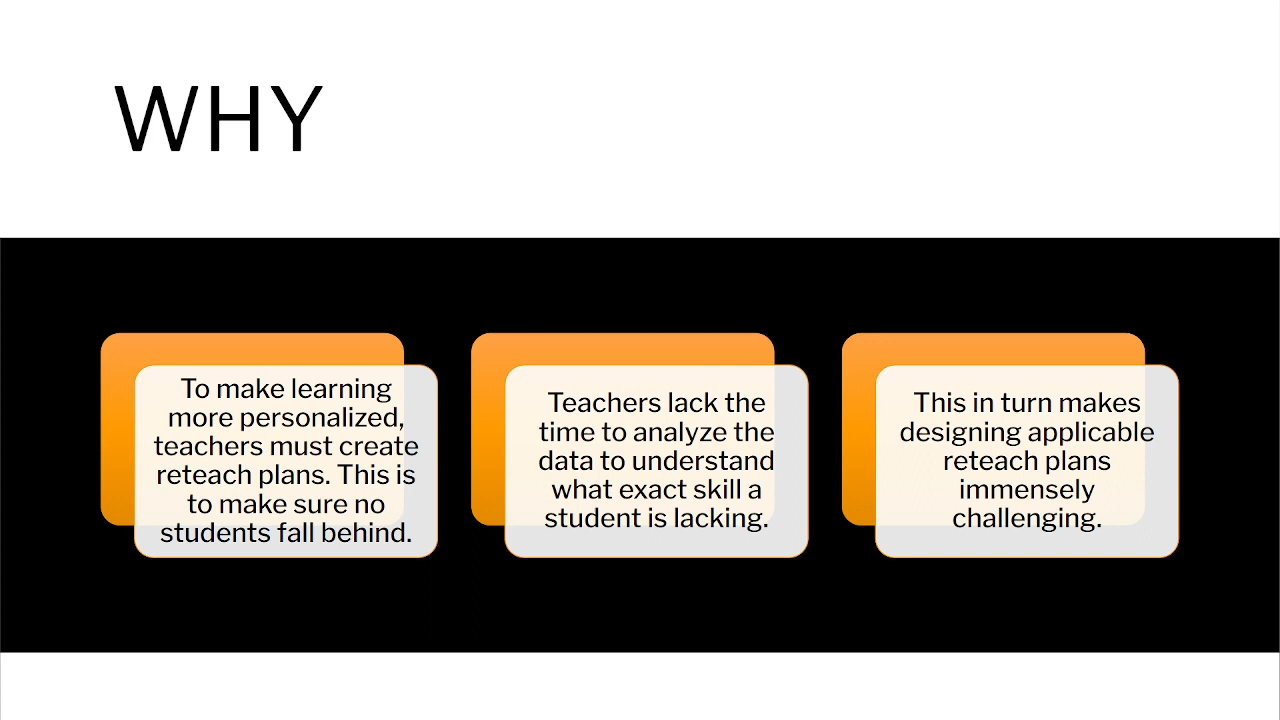 WHY
To make learning
more personalized,
teachers must create
reteach plans. This is
to make sure no
students fall behind.
Teachers lack the
time to analyze the
data to understand
what exact skill a
student is lacking.
This in turn makes
designing applicable
reteach plans
immensely
challenging.